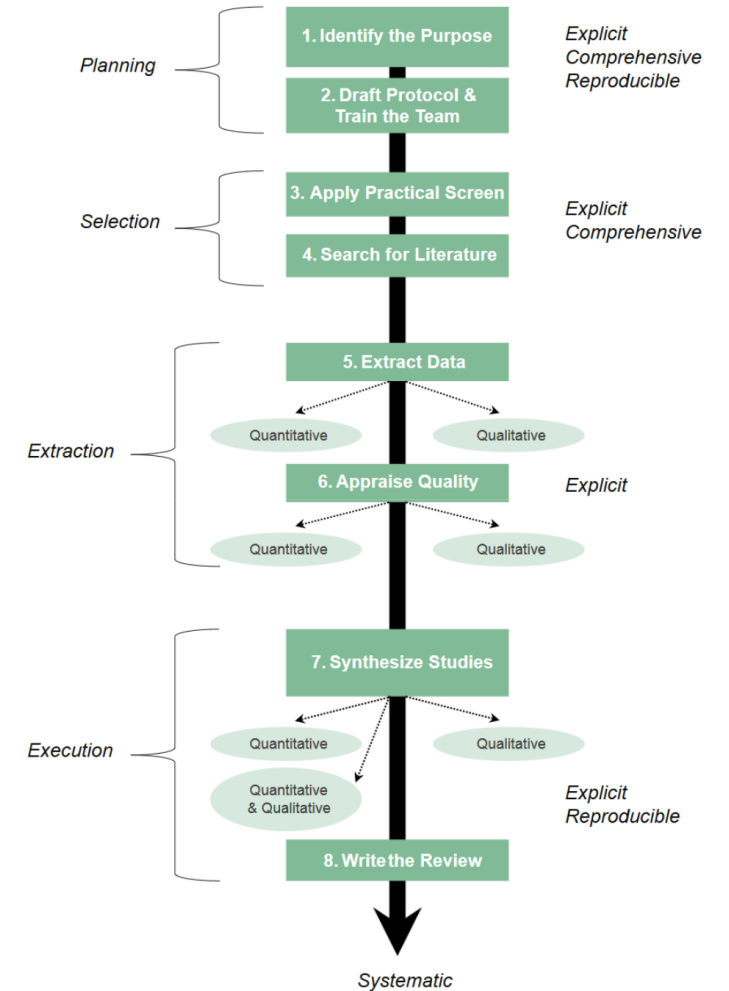 1. Identify the Purpose
Explicit
Comprehensive
Reproducible
Planning
2. Draft Protocol &
Train the Team
3. Apply Practical Screen
Selection
Explicit
Comprehensive
4. Search for Literature
5. Extract Data
Quantitative
Qualitative
Extraction
6. Appraise Quality
Explicit
Quantitative
Qualitative
7. Synthesize Studies
Execution
Quantitative
Qualitative
Quantitative
& Qualitative
Explicit
Reproducible
8. Write the Review
Systematic